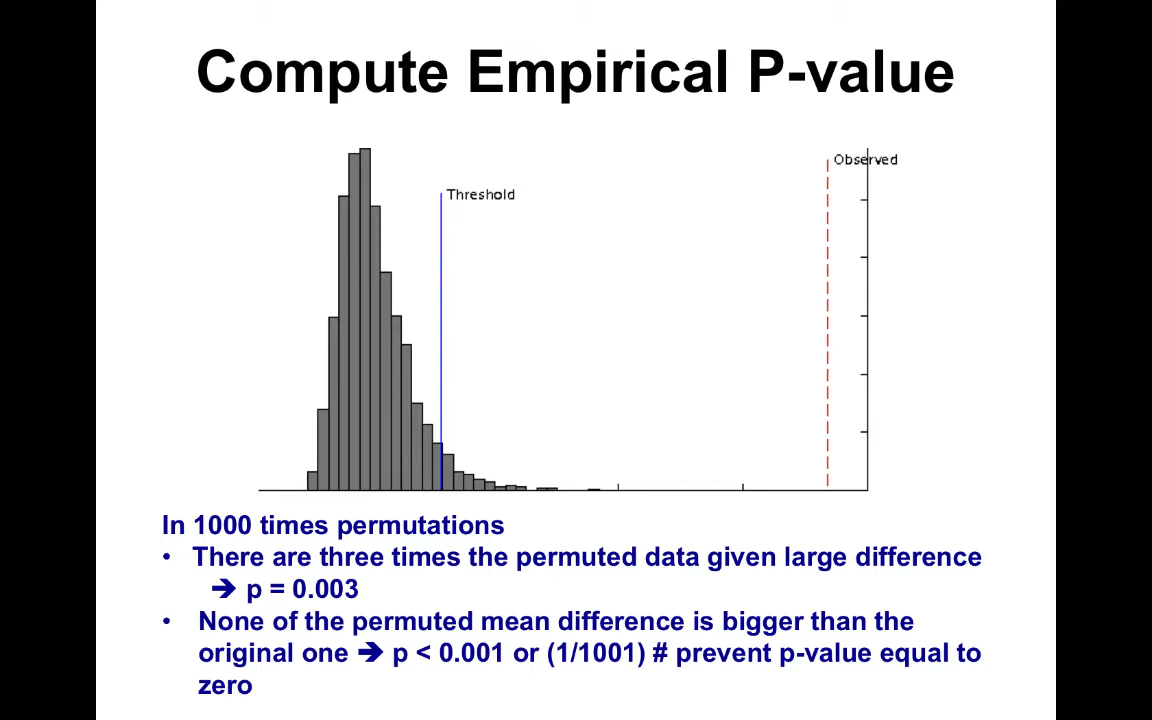 Compute Empirical P-value
Observed
Threshold
In 1000 times permutations
• There are three times the permuted data given large difference
➔ p = 0.003
• None of the permuted mean difference is bigger than the
original one ➔ p < 0.001 or (1/1001) # prevent p-value equal to
zero